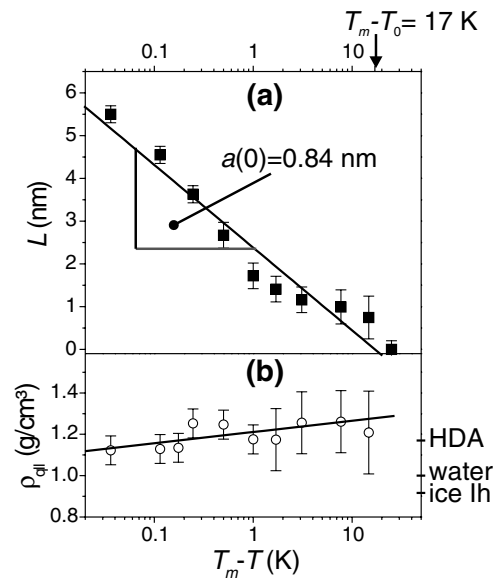 Tm-T0= 17 K
0.1 1 10
(a)
a(0)=0.84 nm
L (nm)
6
5
4
3
2
1
0
(b)
ρqll (g/cm³)
1.4
1.2
1.0
0.8
HDA
water
ice Ih
0.1 1 10
Tm-T (K)